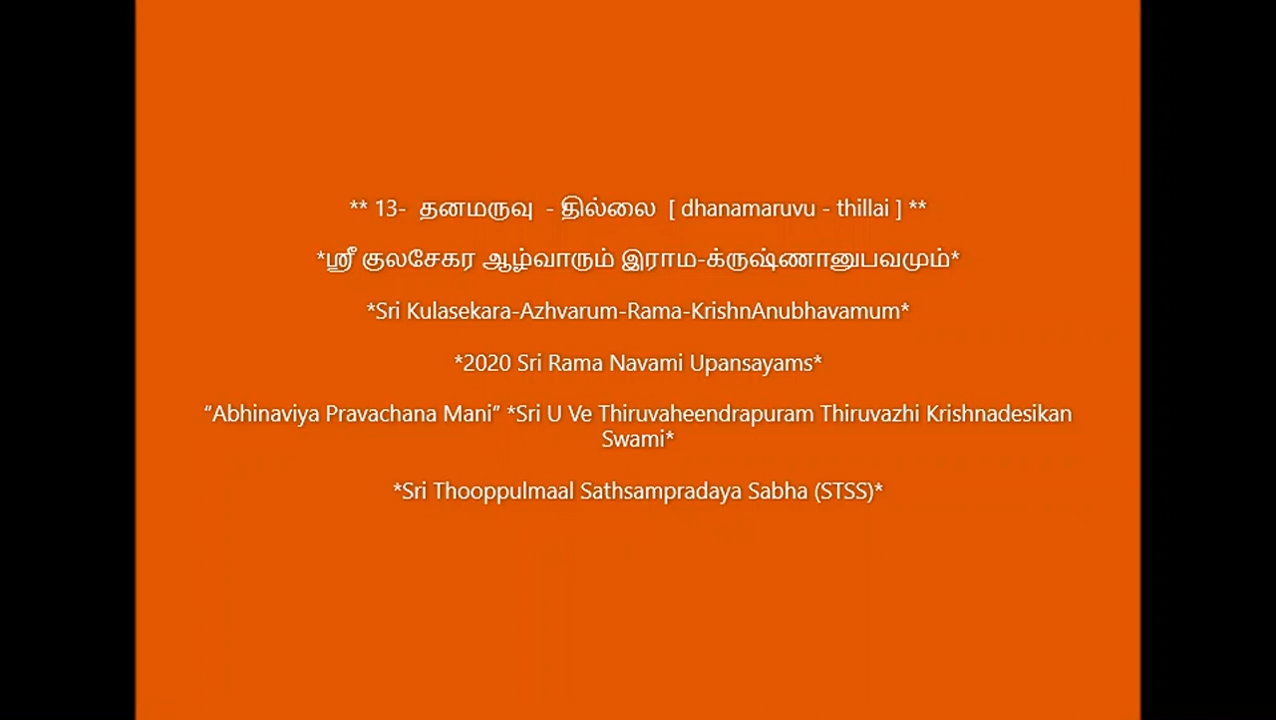 ** 13-  தனமருவு  - தில்லை  [ dhanamaruvu - thillai ] **
*ஸ்ரீ குலசேகர ஆழ்வாரும் இராம-க்ருஷ்ணானுபவமும்*
*Sri Kulasekara-Azhvarum-Rama-KrishnAnubhavamum*
*2020 Sri Rama Navami Upansayams*
“Abhinaviya Pravachana Mani” *Sri U Ve Thiruvaheendrapuram Thiruvazhi Krishnadesikan
Swami*
*Sri Thooppulmaal Sathsampradaya Sabha (STSS)*